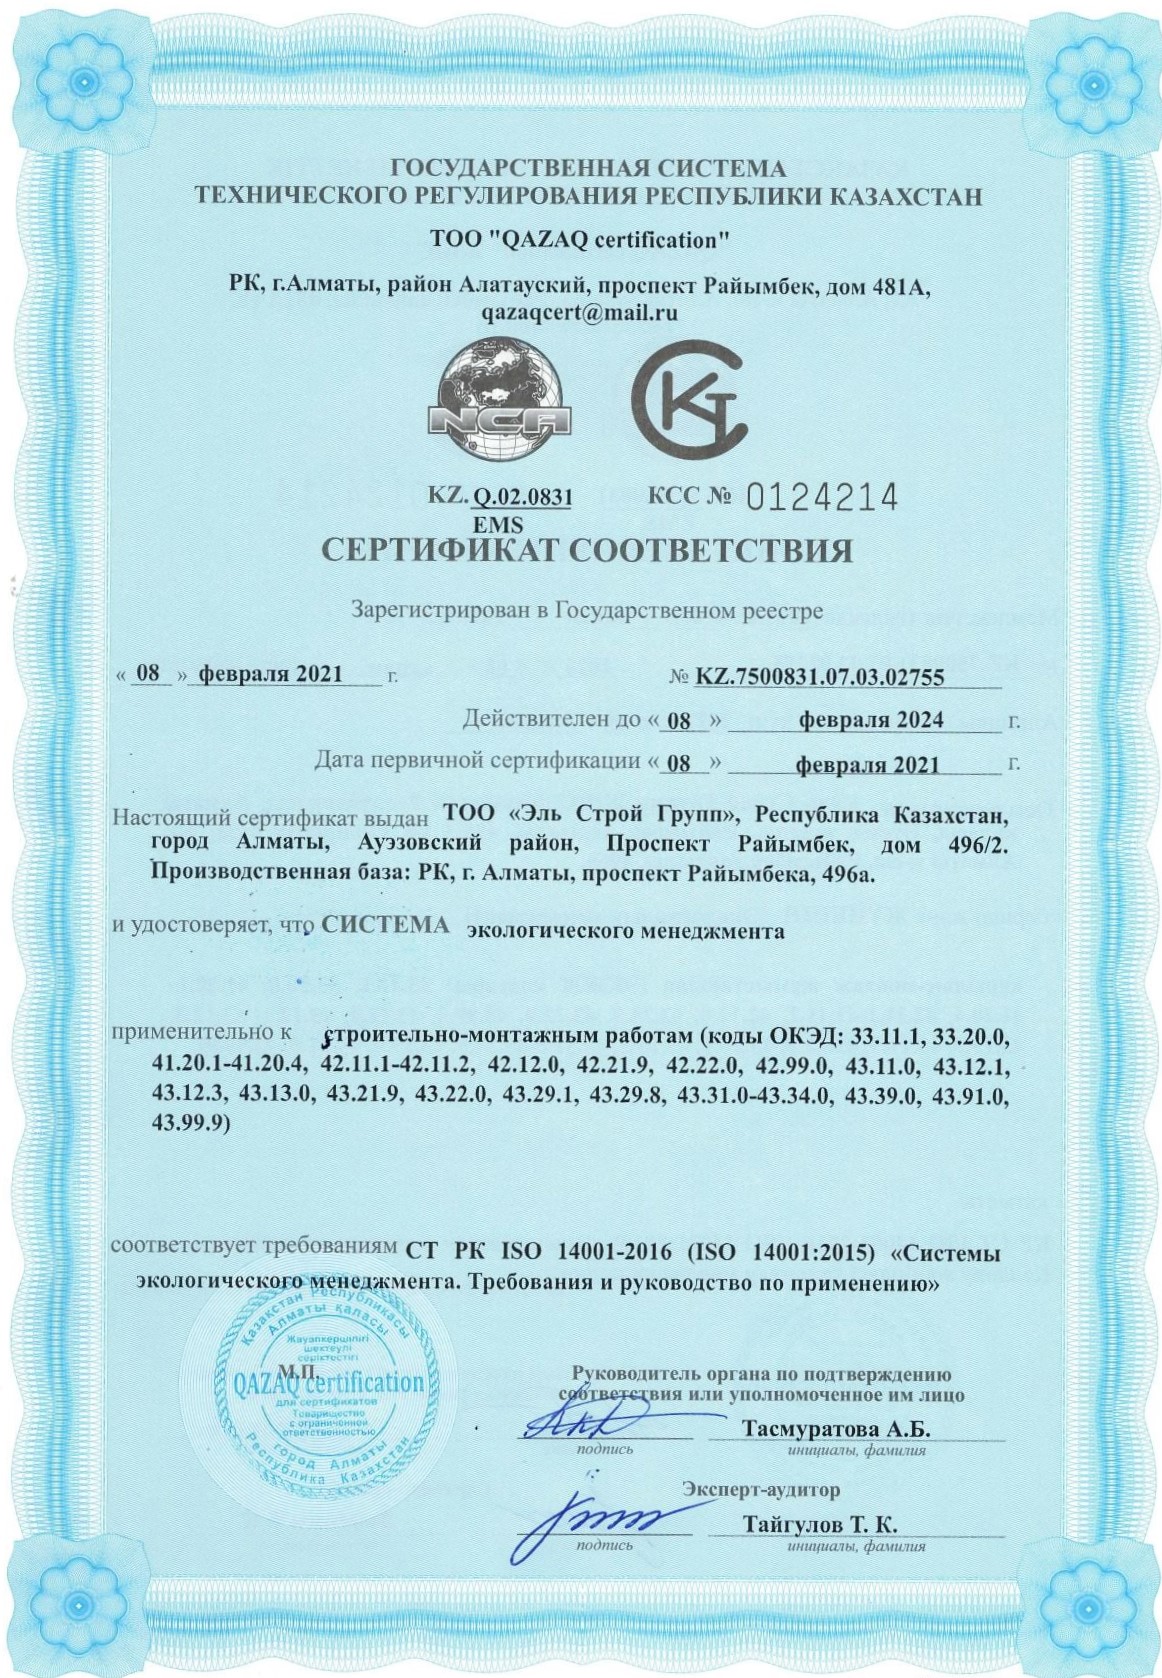 ГОСУДАРСТВЕННАЯ СИСТЕМА
ТЕХНИЧЕСКОГО РЕГУЛИРОВАНИЯ РЕСПУБЛИКИ КАЗАХСТАН
ТОО "QAZAQ certification"
РК, г.Алматы, район Алатауский, проспект Райымбек, дом 481А,
qazaqcert@mail.ru
NCA
KZ. Q.02.0831 КСС № 0124214
EMS
СЕРТИФИКАТ СООТВЕТСТВИЯ
Зарегистрирован в Государственном реестре
« 08 » февраля 2021 г. № KZ.7500831.07.03.02755
Действителен до « 08 » февраля 2024 г.
Дата первичной сертификации « 08 » февраля 2021 г.
Настоящий сертификат выдан ТОО «Эль Строй Групп», Республика Казахстан,
город Алматы, Ауэзовский район, Проспект Райымбек, дом 496/2.
Производственная база: РК, г. Алматы, проспект Райымбека, 496а.
и удостоверяет, что СИСТЕМА экологического менеджмента
применительно к строительно-монтажным работам (коды ОКЭД: 33.11.1, 33.20.0,
41.20.1-41.20.4, 42.11.1-42.11.2, 42.12.0, 42.21.9, 42.22.0, 42.99.0, 43.11.0, 43.12.1,
43.12.3, 43.13.0, 43.21.9, 43.22.0, 43.29.1, 43.29.8, 43.31.0-43.34.0, 43.39.0, 43.91.0,
43.99.9)
соответствует требованиям СТ РК ISO 14001-2016 (ISO 14001:2015) «Системы
экологического менеджмента. Требования и руководство по применению»
Қазақстан Республикасы
Алматы қаласы
Жауапкершілігі
шектеулі
серіктестігі
М.П.
QAZAQ certification
для сертификатов
Товарищество
с ограниченной
ответственностью
город Алматы
Республика Казахстан
Руководитель органа по подтверждению
соответствия или уполномоченное им лицо
Тасмуратова А.Б.
подпись инициалы, фамилия
Эксперт-аудитор
Тайгулов Т. К.
подпись инициалы, фамилия